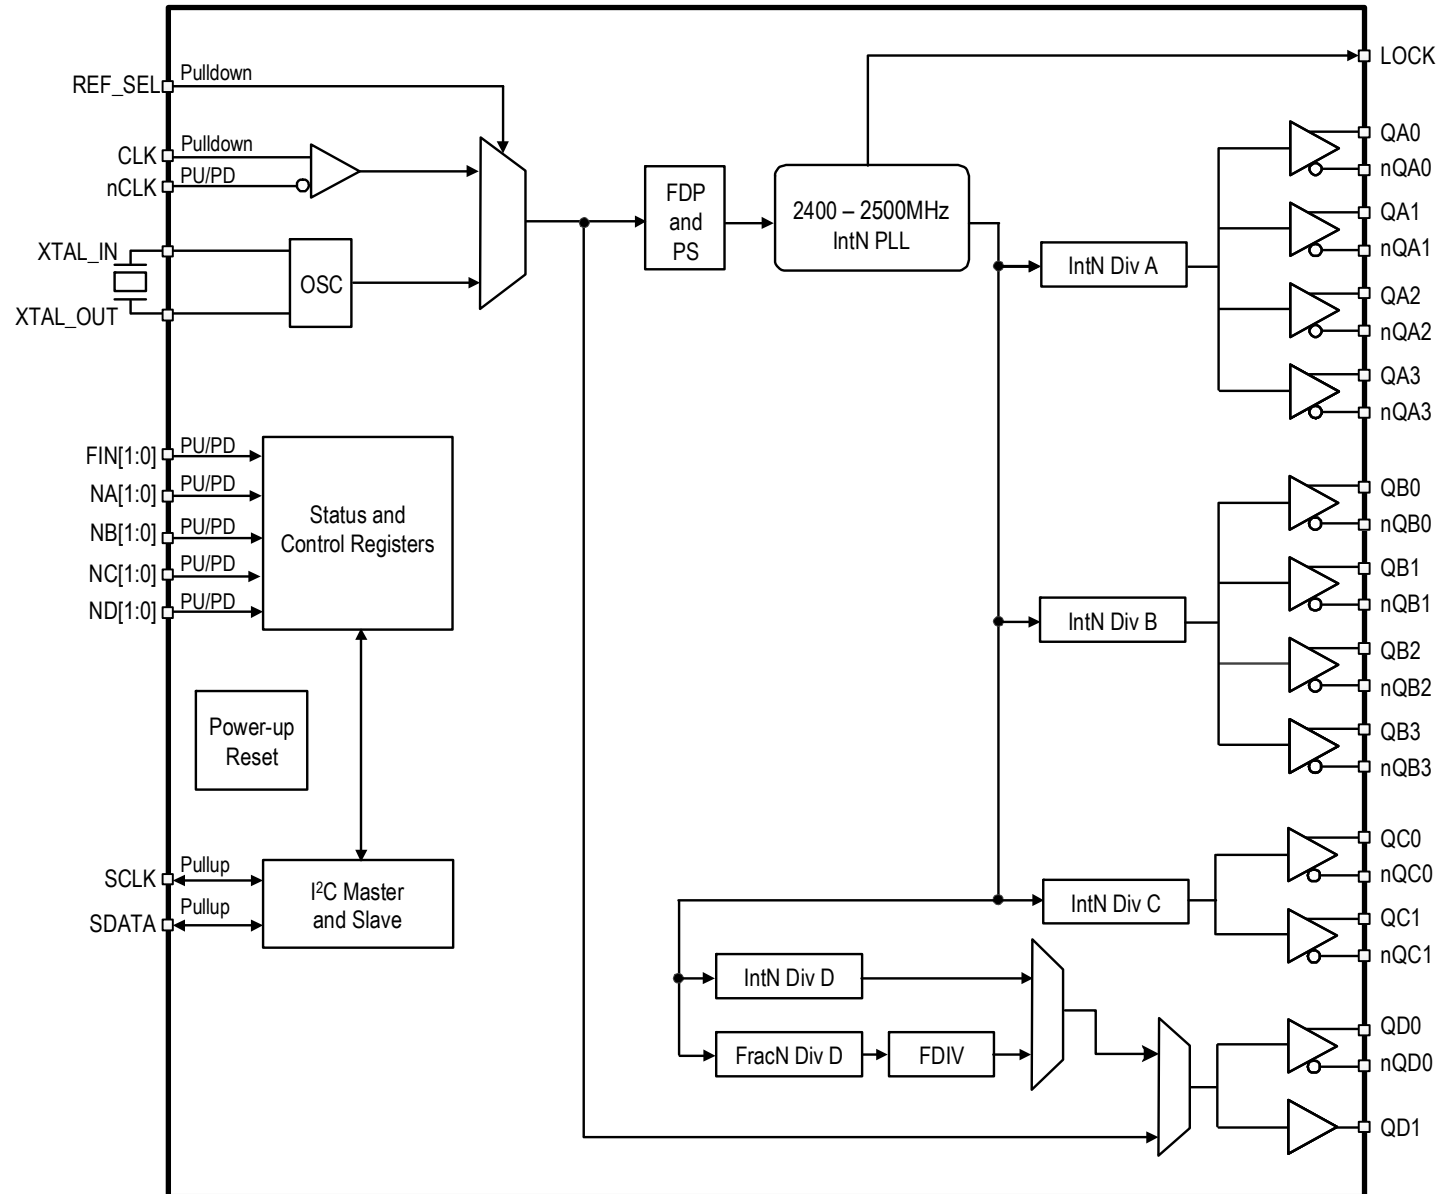 REF_SEL
Pulldown
CLK
Pulldown
nCLK
PU/PD
XTAL_IN
XTAL_OUT
OSC
FDP
and
PS
2400 – 2500MHz
IntN PLL
LOCK
IntN Div A
QA0
nQA0
QA1
nQA1
QA2
nQA2
QA3
nQA3
FIN[1:0]
PU/PD
NA[1:0]
PU/PD
NB[1:0]
PU/PD
NC[1:0]
PU/PD
ND[1:0]
PU/PD
Status and
Control Registers
IntN Div B
QB0
nQB0
QB1
nQB1
QB2
nQB2
QB3
nQB3
Power-up
Reset
SCLK
Pullup
SDATA
Pullup
I²C Master
and Slave
IntN Div C
QC0
nQC0
QC1
nQC1
IntN Div D
FracN Div D
FDIV
QD0
nQD0
QD1